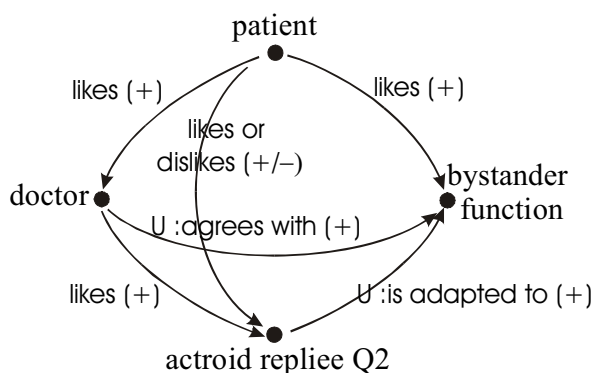 patient
likes (+)
likes (+)
likes or
dislikes (+/–)
doctor
bystander
function
U :agrees with (+)
likes (+)
U :is adapted to (+)
actroid repliee Q2